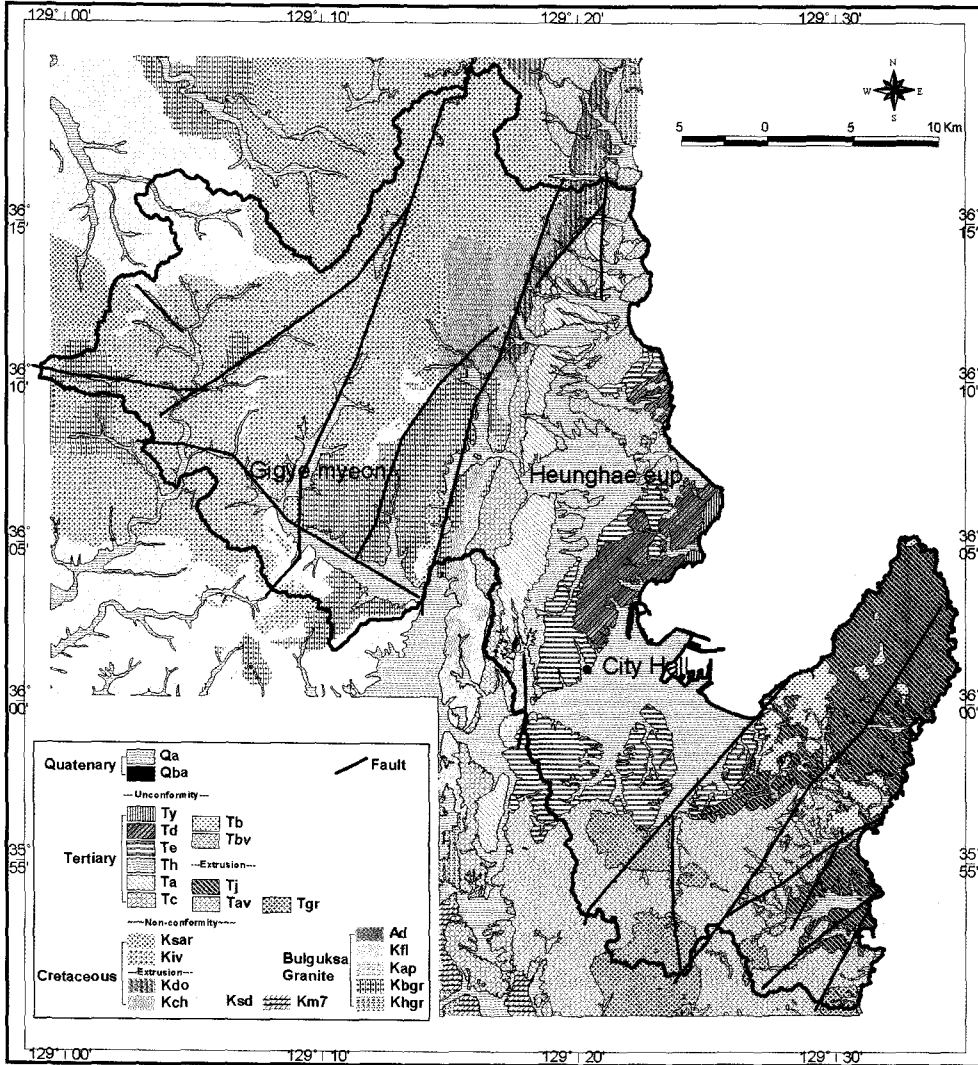 129° 00' 129° 10' 129° 20' 129° 30'
N
W E
S
5 0 5 10 Km
36° 15' 36° 15'
36° 10' 36° 10'
Gigye myeon Heunghae eup
36° 05' 36° 05'
City Hall
36° 00' 36° 00'
Quatenary Qa Fault
Qba
---Unconformity---
Ty
Td Tb
Te Tbv
Tertiary Th ---Extrusion---
Ta Tj
Tc Tav Tgr
~~~Non-conformity~~~
Ksar Ad
Kiv Kfl
Cretaceous ---Extrusion--- Bulguksa Granite Kap
Kdo Kbgr
Kch Ksd Km7 Khgr
35° 55' 35° 55'
129° 00' 129° 10' 129° 20' 129° 30'